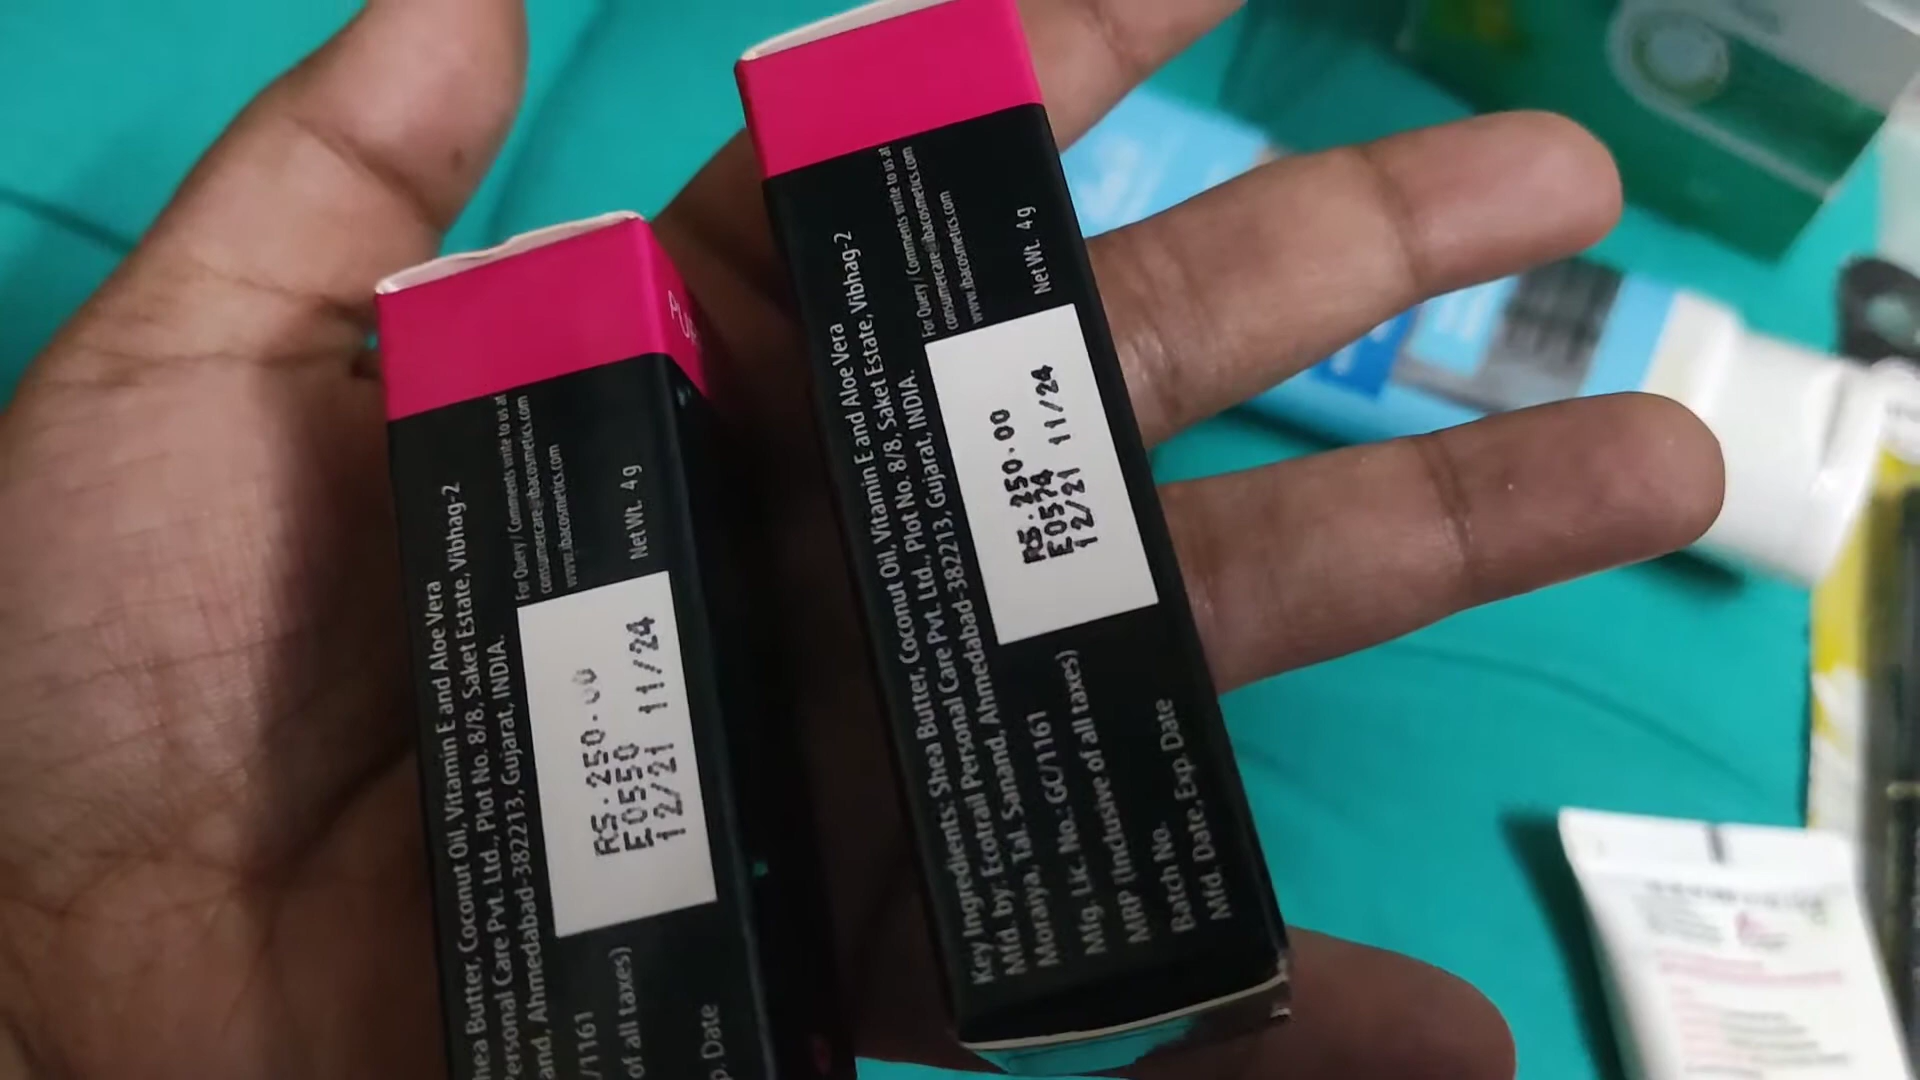 hea Butter, Coconut Oil, Vitamin E and Aloe Vera
Personal Care Pvt. Ltd., Plot No. 8/8, Saket Estate, Vibhag-2
and, Ahmedabad-382213, Gujarat, INDIA.
For Query / Comments write to us at
consumercare@ibacosmetics.com
www.ibacosmetics.com
Net Wt. 4 g
/1161
of all taxes)
p. Date
RS.250.00
E0550
12/21 11/24
Key Ingredients: Shea Butter, Coconut Oil, Vitamin E and Aloe Vera
Mfd. by: Ecotrail Personal Care Pvt. Ltd., Plot No. 8/8, Saket Estate, Vibhag-2
Moraiya, Tal. Sanand, Ahmedabad-382213, Gujarat, INDIA.
For Query / Comments write to us at
consumercare@ibacosmetics.com
www.ibacosmetics.com
Net Wt. 4 g
Mfg. Lic. No.: GC/1161
MRP (Inclusive of all taxes)
Batch No.
Mfd. Date, Exp. Date
RS.250.00
E0574
12/21 11/24